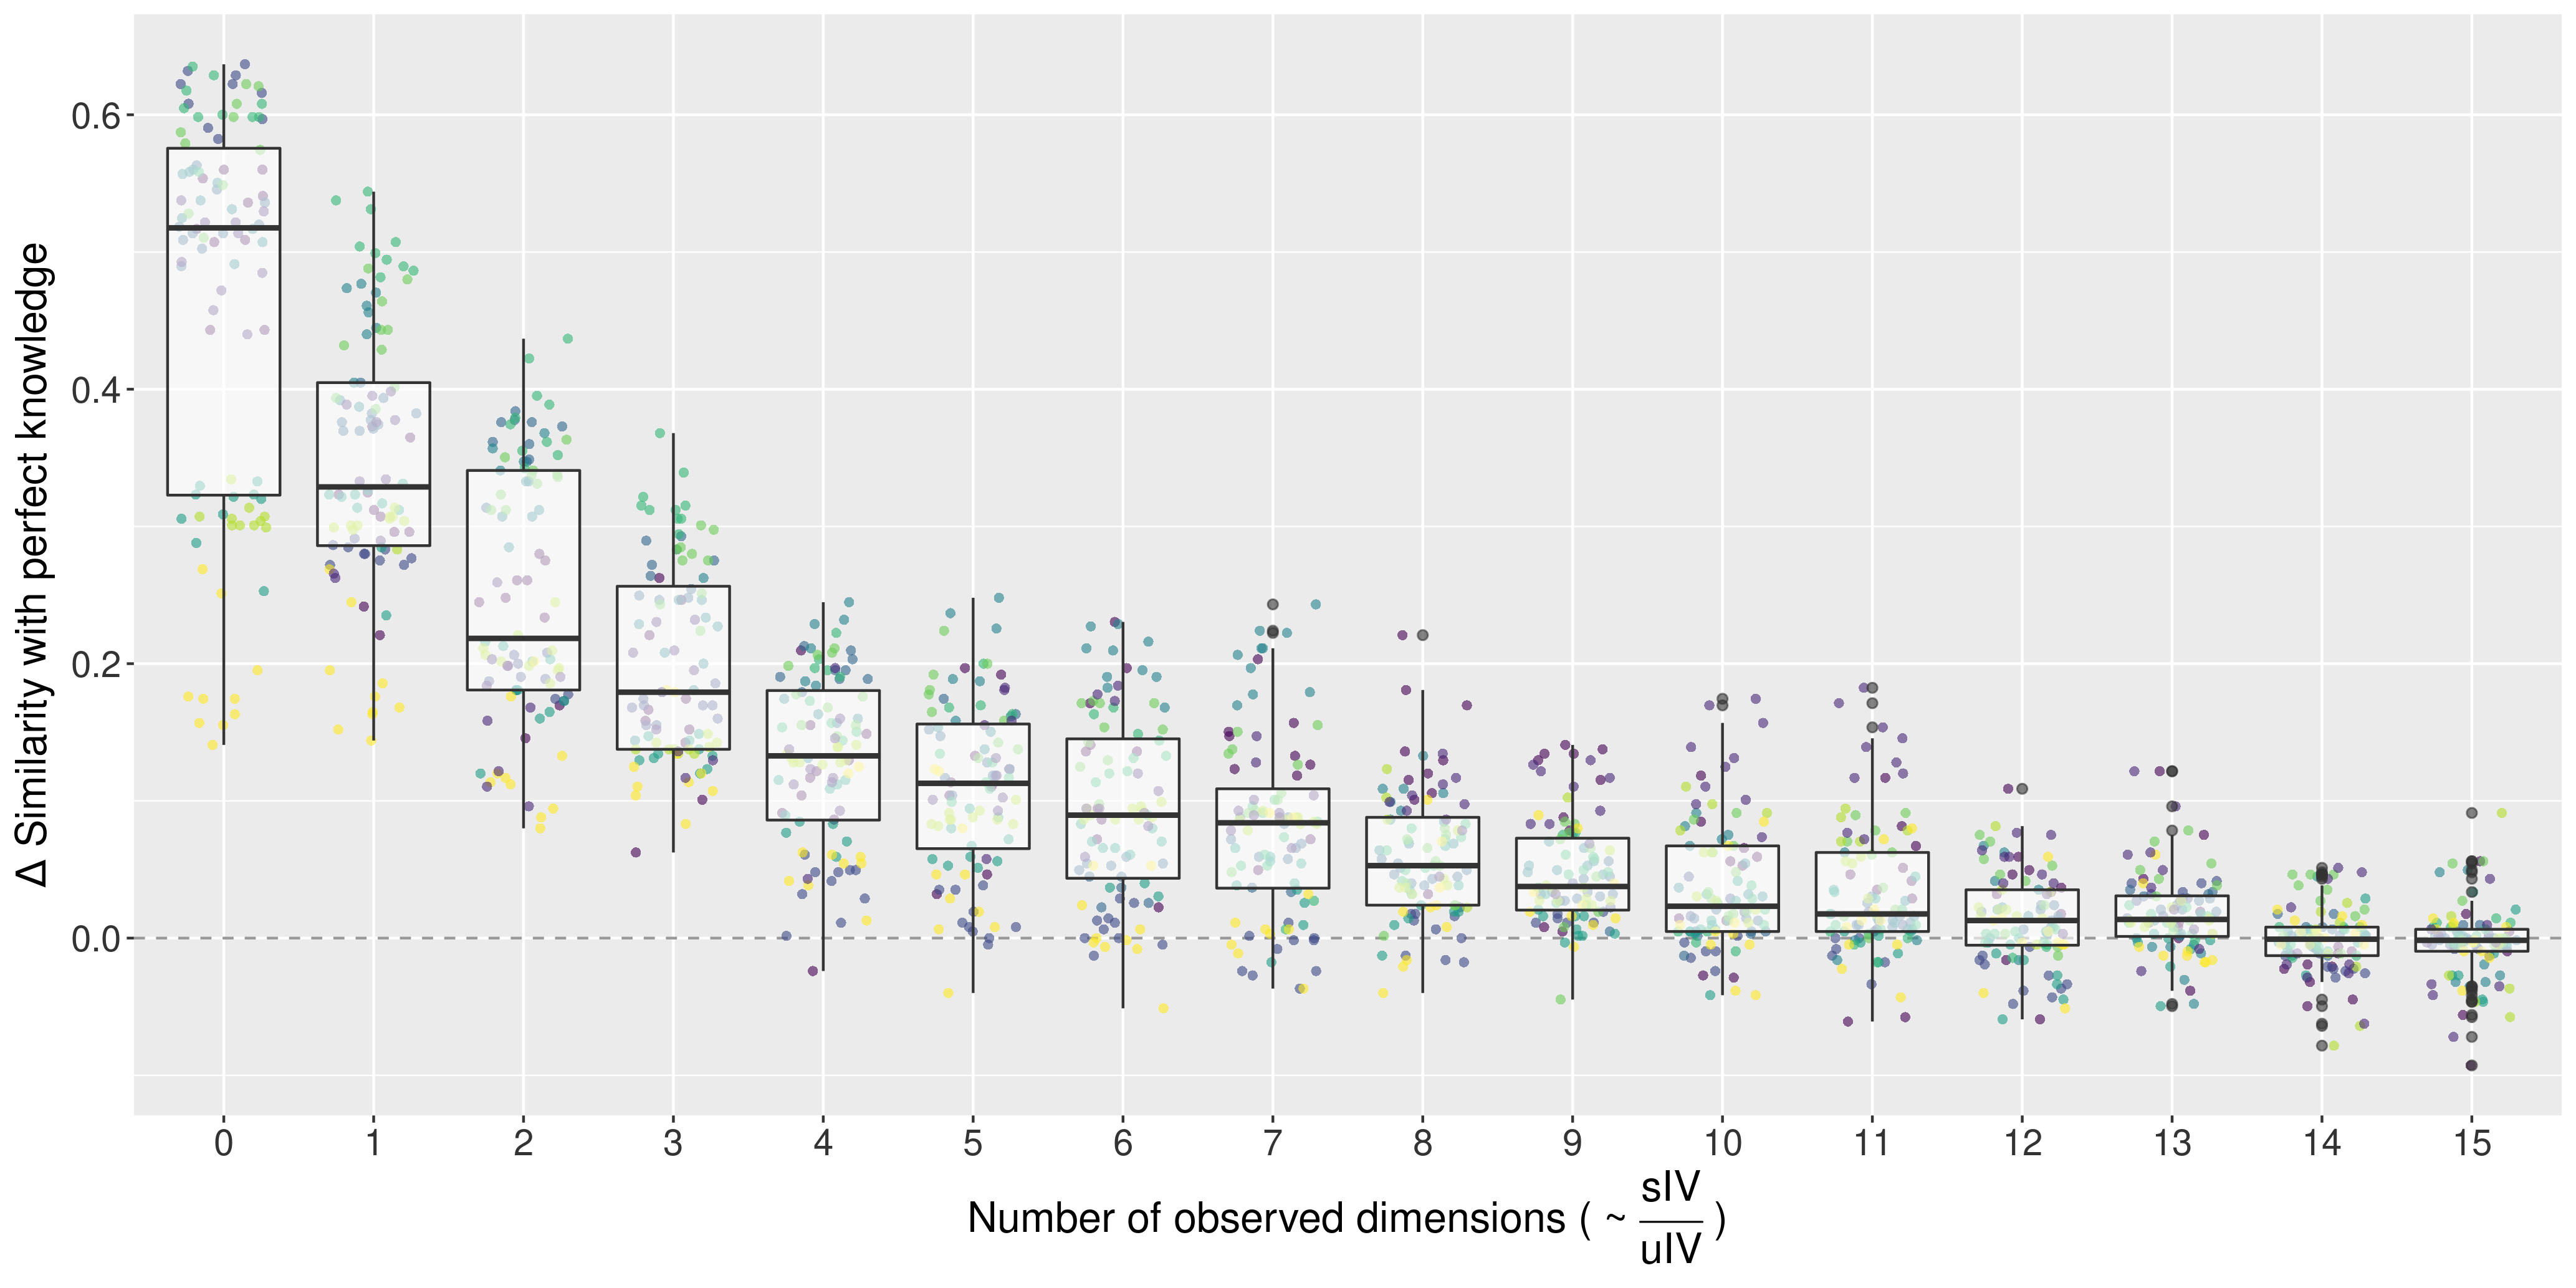 Δ Similarity with perfect knowledge
0.6
0.4
0.2
0.0
0 1 2 3 4 5 6 7 8 9 10 11 12 13 14 15
Number of observed dimensions ( ~ sIV / uIV )